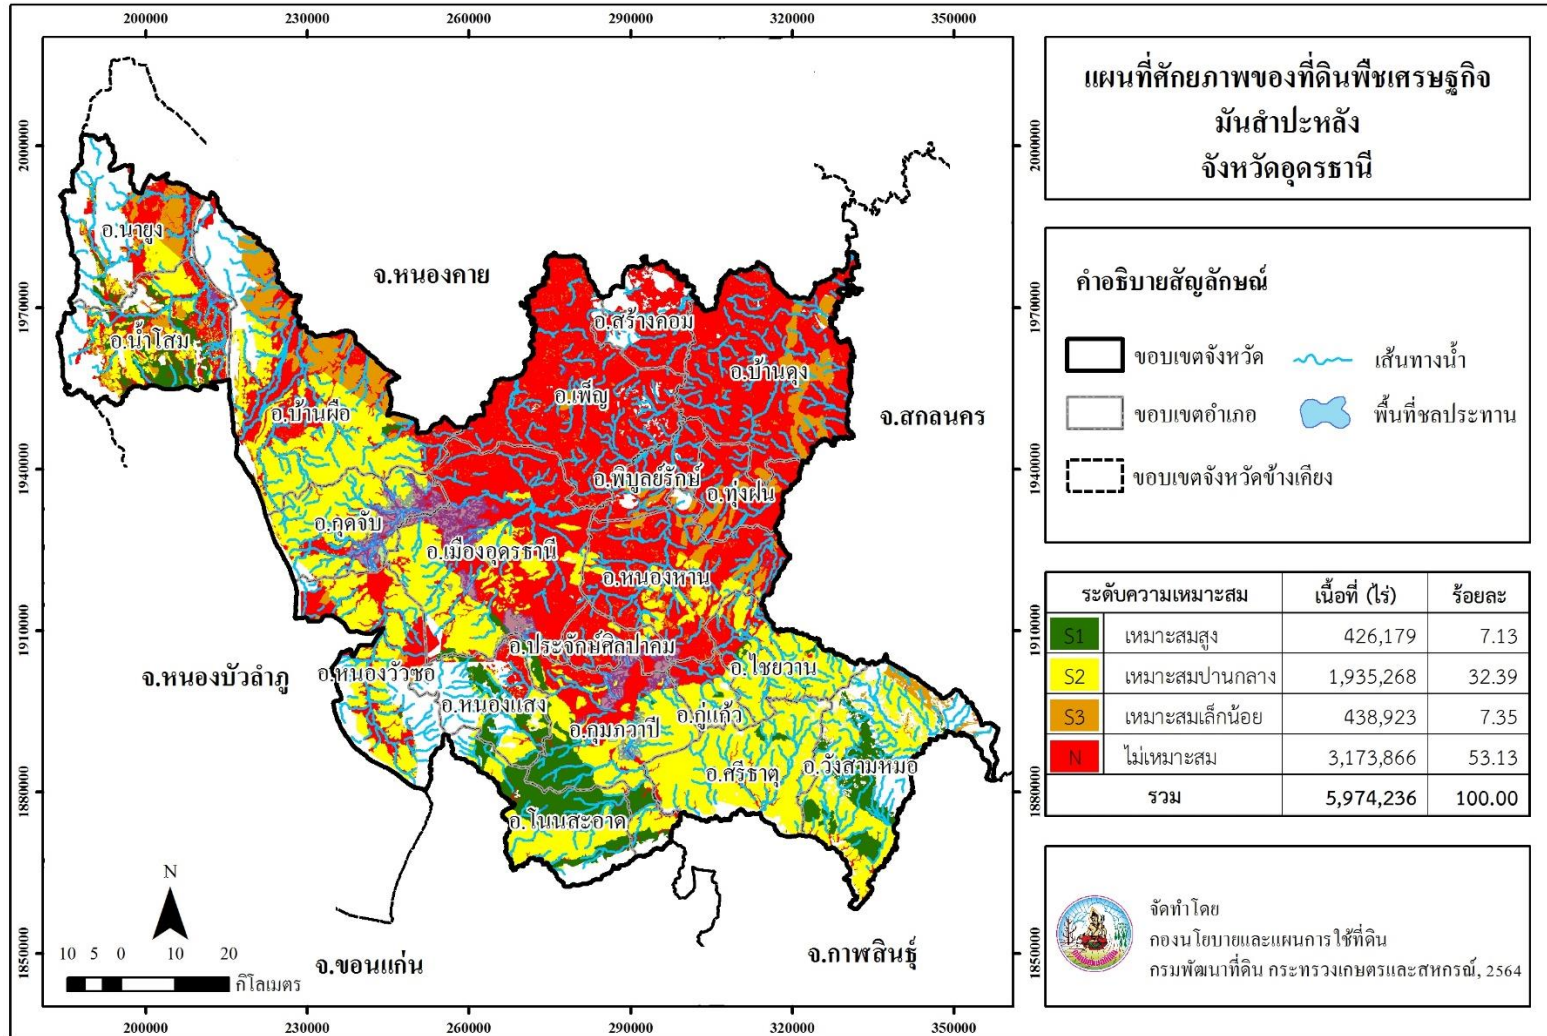 200000 230000 260000 290000 320000 350000
แผนที่ศักยภาพของที่ดินพืชเศรษฐกิจ
มันสำปะหลัง
จังหวัดอุดรธานี
2000000
1970000
1940000
1910000
1880000
1850000
2000000
1970000
1940000
1910000
1880000
1850000
อ.นายูง
จ.หนองคาย
อ.สร้างคอม
อ.น้ำโสม
อ.บ้านดุง
อ.เพ็ญ
อ.บ้านผือ
จ.สกลนคร
อ.พิบูลย์รักษ์
อ.ทุ่งฝน
อ.กุดจับ
อ.เมืองอุดรธานี
อ.หนองหาน
อ.ประจักษ์ศิลปาคม
อ.ไชยวาน
จ.หนองบัวลำภู
อ.หนองวัวซอ
อ.หนองแสง
อ.กู่แก้ว
อ.กุมภวาปี
อ.ศรีธาตุ
อ.วังสามหมอ
อ.โนนสะอาด
จ.ขอนแก่น
จ.กาฬสินธุ์
N
10 5 0 10 20
กิโลเมตร
200000 230000 260000 290000 320000 350000
คำอธิบายสัญลักษณ์
ขอบเขตจังหวัด
เส้นทางน้ำ
ขอบเขตอำเภอ
พื้นที่ชลประทาน
ขอบเขตจังหวัดข้างเคียง
ระดับความเหมาะสม เนื้อที่ (ไร่) ร้อยละ
S1 เหมาะสมสูง 426,179 7.13
S2 เหมาะสมปานกลาง 1,935,268 32.39
S3 เหมาะสมเล็กน้อย 438,923 7.35
N ไม่เหมาะสม 3,173,866 53.13
รวม 5,974,236 100.00
จัดทำโดย
กองนโยบายและแผนการใช้ที่ดิน
กรมพัฒนาที่ดิน กระทรวงเกษตรและสหกรณ์, 2564